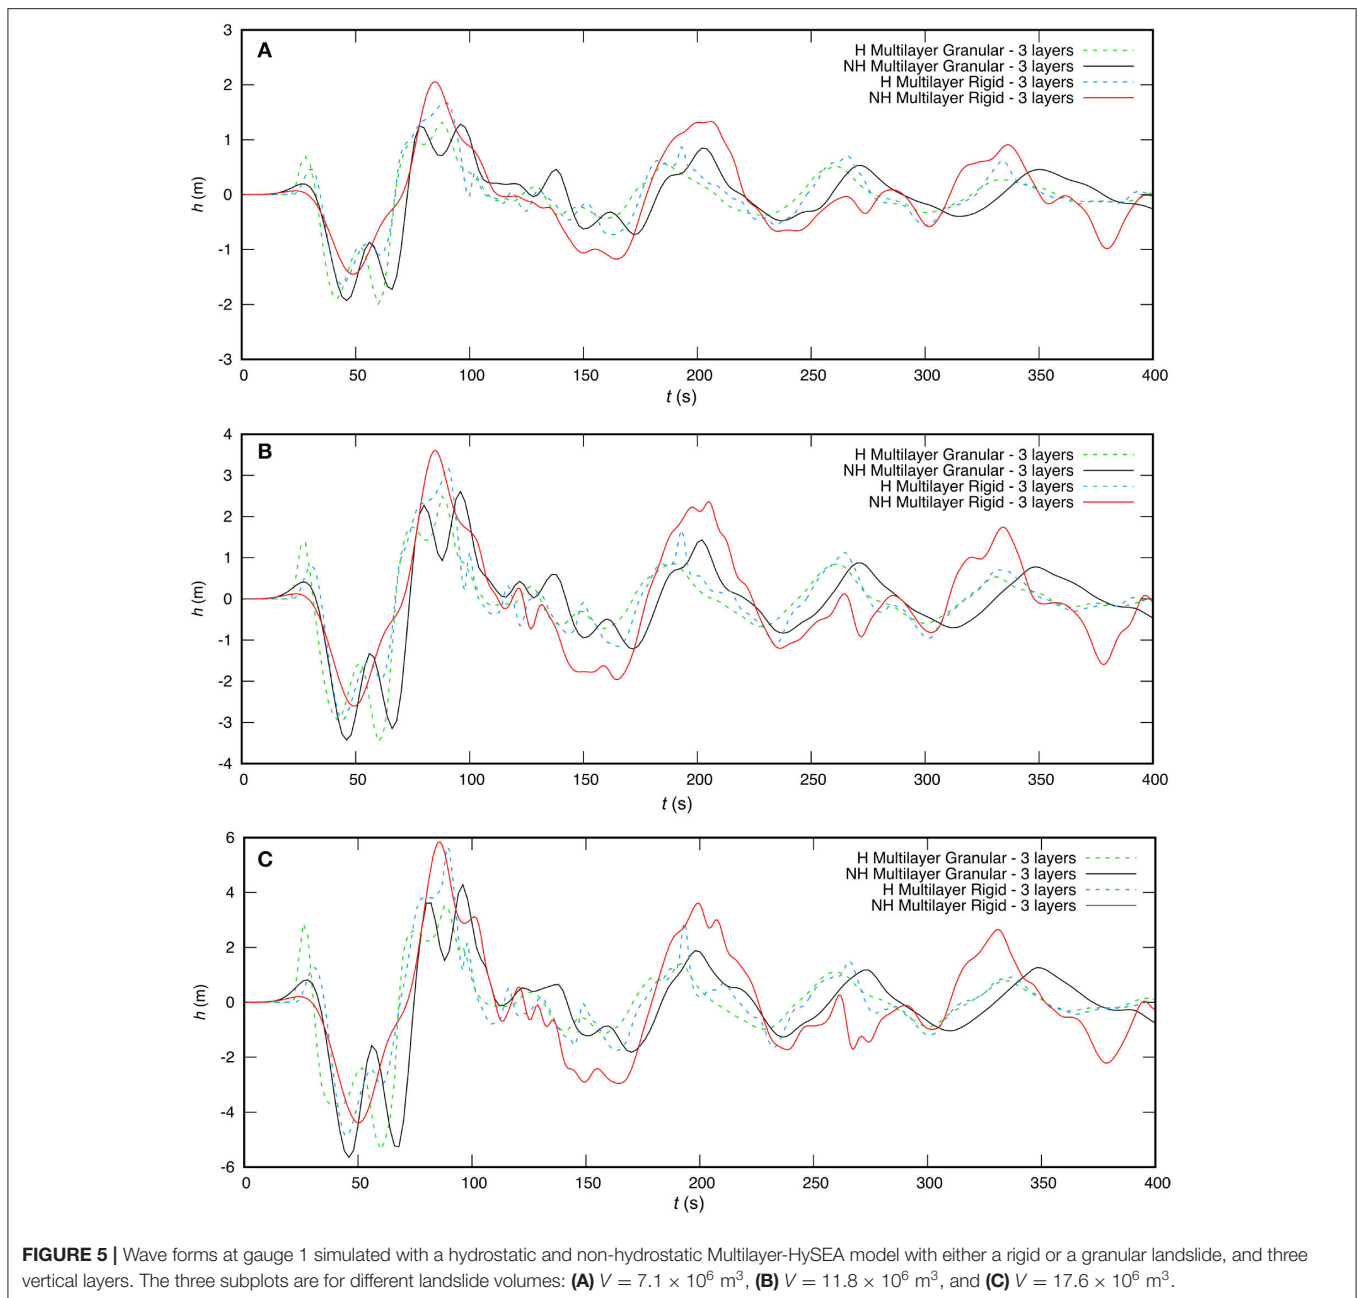 A
H Multilayer Granular - 3 layers
NH Multilayer Granular - 3 layers
H Multilayer Rigid - 3 layers
NH Multilayer Rigid - 3 layers
3
2
1
0
-1
-2
-3
h (m)
0 50 100 150 200 250 300 350 400
t (s)
B
H Multilayer Granular - 3 layers
NH Multilayer Granular - 3 layers
H Multilayer Rigid - 3 layers
NH Multilayer Rigid - 3 layers
4
3
2
1
0
-1
-2
-3
-4
h (m)
0 50 100 150 200 250 300 350 400
t (s)
C
H Multilayer Granular - 3 layers
NH Multilayer Granular - 3 layers
H Multilayer Rigid - 3 layers
NH Multilayer Rigid - 3 layers
6
4
2
0
-2
-4
-6
h (m)
0 50 100 150 200 250 300 350 400
t (s)
FIGURE 5 | Wave forms at gauge 1 simulated with a hydrostatic and non-hydrostatic Multilayer-HySEA model with either a rigid or a granular landslide, and three
vertical layers. The three subplots are for different landslide volumes: (A) V = 7.1 × 10⁶ m³, (B) V = 11.8 × 10⁶ m³, and (C) V = 17.6 × 10⁶ m³.